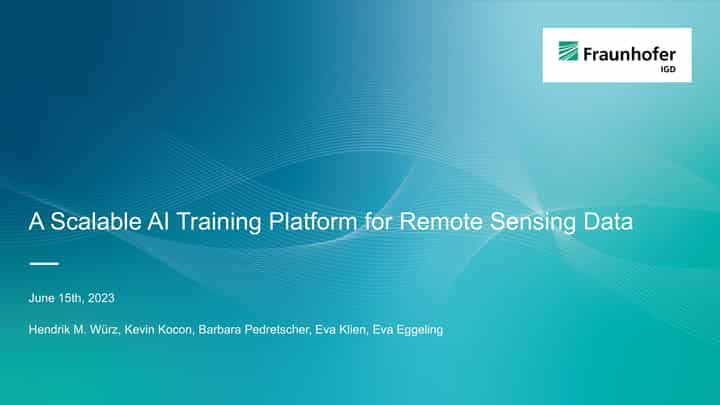 Fraunhofer
IGD
A Scalable AI Training Platform for Remote Sensing Data
June 15th, 2023
Hendrik M. Würz, Kevin Kocon, Barbara Pedretscher, Eva Klien, Eva Eggeling